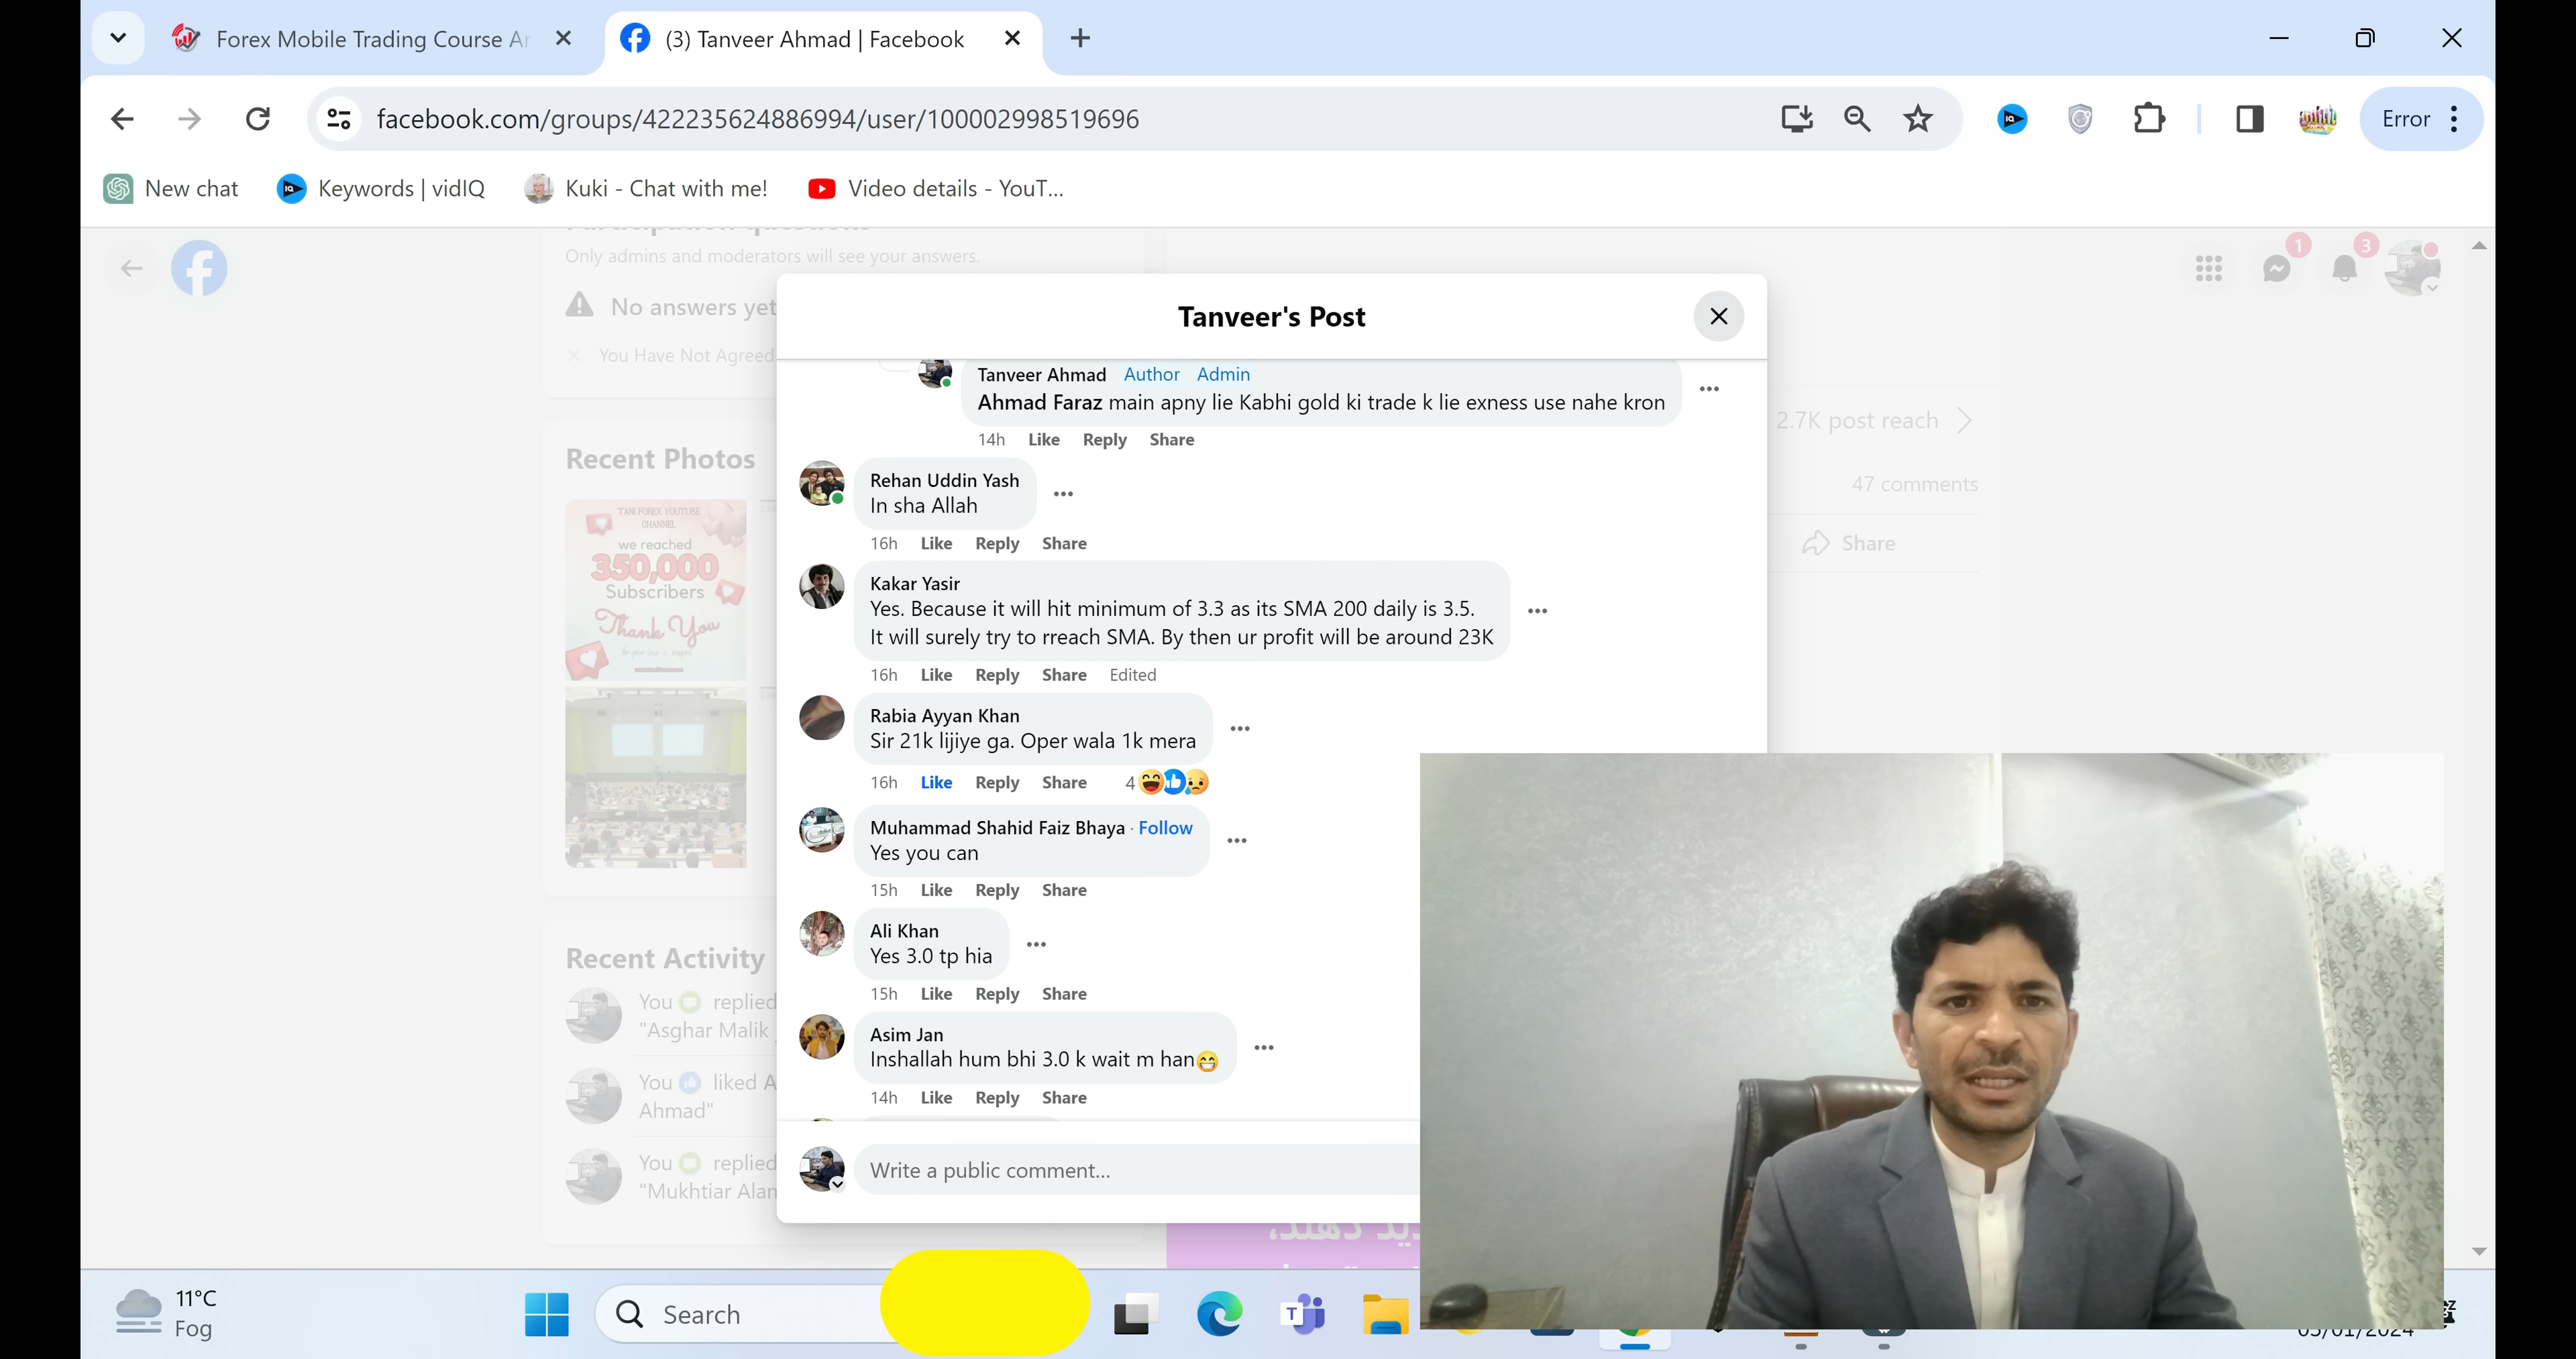 Forex Mobile Trading Course Ar
(3) Tanveer Ahmad | Facebook
facebook.com/groups/422235624886994/user/100002998519696
Error
New chat
Keywords | vidIQ
Kuki - Chat with me!
Video details - YouT...
Only admins and moderators will see your answers.
No answers yet
You Have Not Agreed
Recent Photos
TANI FOREX YOUTUBE
CHANNEL
we reached
350,000
Subscribers
Thank You
Recent Activity
You replied
"Asghar Malik
You liked A
Ahmad"
You replied
"Mukhtiar Alan
Tanveer's Post
Tanveer Ahmad Author Admin
Ahmad Faraz main apny lie Kabhi gold ki trade k lie exness use nahe kron
14h Like Reply Share
Rehan Uddin Yash
In sha Allah
16h Like Reply Share
Kakar Yasir
Yes. Because it will hit minimum of 3.3 as its SMA 200 daily is 3.5.
It will surely try to rreach SMA. By then ur profit will be around 23K
16h Like Reply Share Edited
Rabia Ayyan Khan
Sir 21k lijiye ga. Oper wala 1k mera
16h Like Reply Share 4
Muhammad Shahid Faiz Bhaya · Follow
Yes you can
15h Like Reply Share
Ali Khan
Yes 3.0 tp hia
15h Like Reply Share
Asim Jan
Inshallah hum bhi 3.0 k wait m han😁
14h Like Reply Share
Write a public comment...
1
3
2.7K post reach
47 comments
Share
11°C
Fog
Search